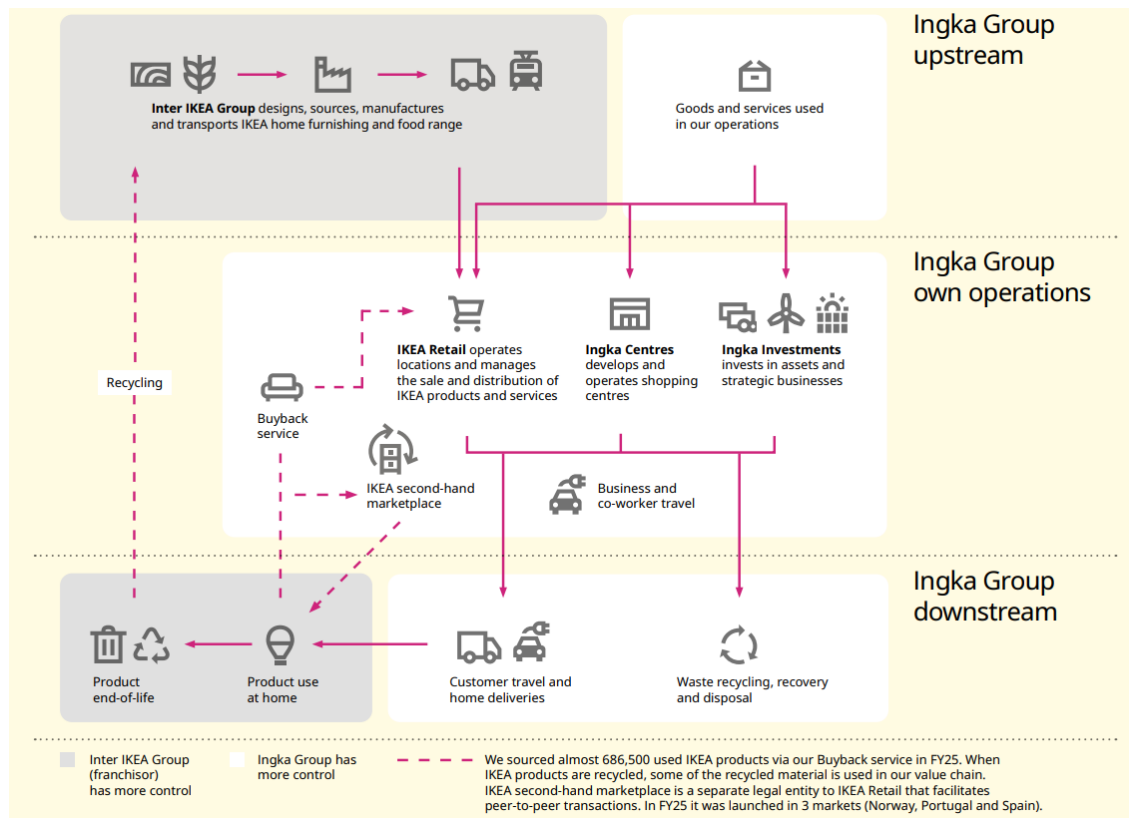 Ingka Group
upstream
Inter IKEA Group designs, sources, manufactures
and transports IKEA home furnishing and food range
Goods and services used
in our operations
Ingka Group
own operations
IKEA Retail operates
locations and manages
the sale and distribution of
IKEA products and services
Ingka Centres
develops and
operates shopping
centres
Ingka Investments
invests in assets and
strategic businesses
Recycling
Buyback
service
IKEA second-hand
marketplace
Business and
co-worker travel
Ingka Group
downstream
Product
end-of-life
Product use
at home
Customer travel and
home deliveries
Waste recycling, recovery
and disposal
Inter IKEA Group
(franchisor)
has more control
Ingka Group has
more control
We sourced almost 686,500 used IKEA products via our Buyback service in FY25. When
IKEA products are recycled, some of the recycled material is used in our value chain.
IKEA second-hand marketplace is a separate legal entity to IKEA Retail that facilitates
peer-to-peer transactions. In FY25 it was launched in 3 markets (Norway, Portugal and Spain).